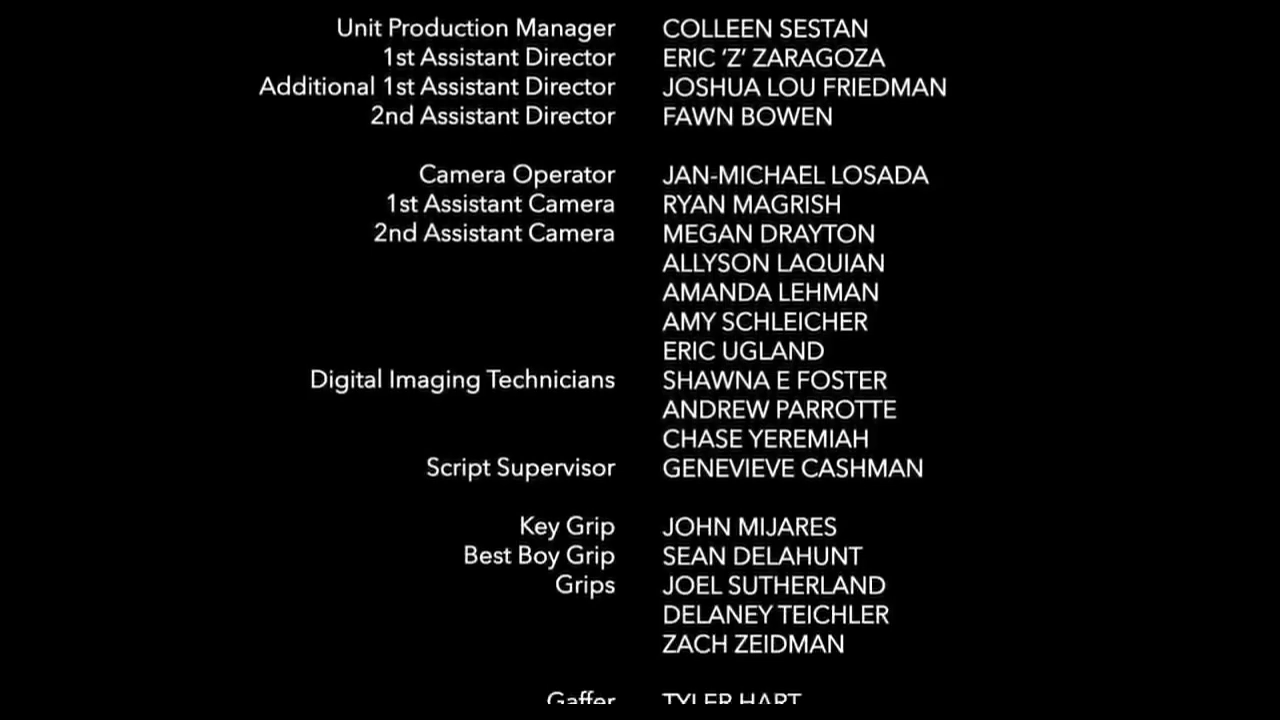 Unit Production Manager COLLEEN SESTAN
1st Assistant Director ERIC ‘Z’ ZARAGOZA
Additional 1st Assistant Director JOSHUA LOU FRIEDMAN
2nd Assistant Director FAWN BOWEN
Camera Operator JAN-MICHAEL LOSADA
1st Assistant Camera RYAN MAGRISH
2nd Assistant Camera MEGAN DRAYTON
ALLYSON LAQUIAN
AMANDA LEHMAN
AMY SCHLEICHER
ERIC UGLAND
Digital Imaging Technicians SHAWNA E FOSTER
ANDREW PARROTTE
CHASE YEREMIAH
Script Supervisor GENEVIEVE CASHMAN
Key Grip JOHN MIJARES
Best Boy Grip SEAN DELAHUNT
Grips JOEL SUTHERLAND
DELANEY TEICHLER
ZACH ZEIDMAN
Gaffer TYLER HART